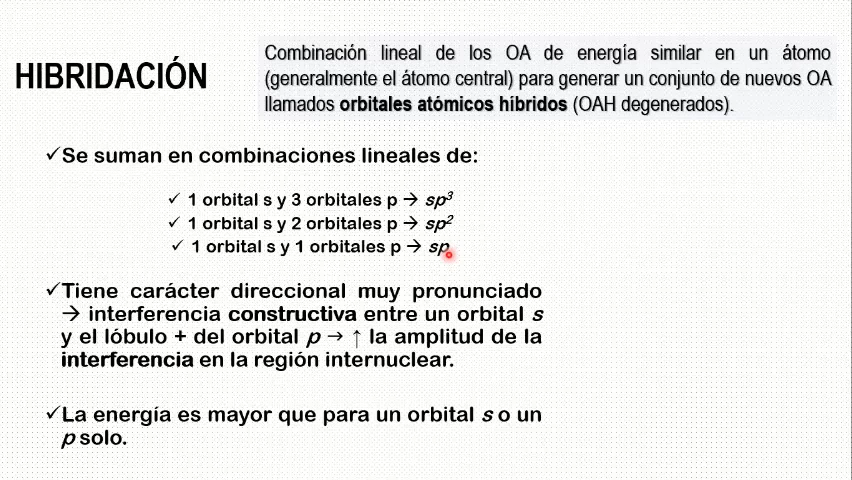 HIBRIDACIÓN
Combinación lineal de los OA de energía similar en un átomo
(generalmente el átomo central) para generar un conjunto de nuevos OA
llamados orbitales atómicos híbridos (OAH degenerados).
✓Se suman en combinaciones lineales de:
✓ 1 orbital s y 3 orbitales p → sp³
✓ 1 orbital s y 2 orbitales p → sp²
✓ 1 orbital s y 1 orbitales p → sp
✓Tiene carácter direccional muy pronunciado
→ interferencia constructiva entre un orbital s
y el lóbulo + del orbital p → ↑ la amplitud de la
interferencia en la región internuclear.
✓La energía es mayor que para un orbital s o un
p solo.